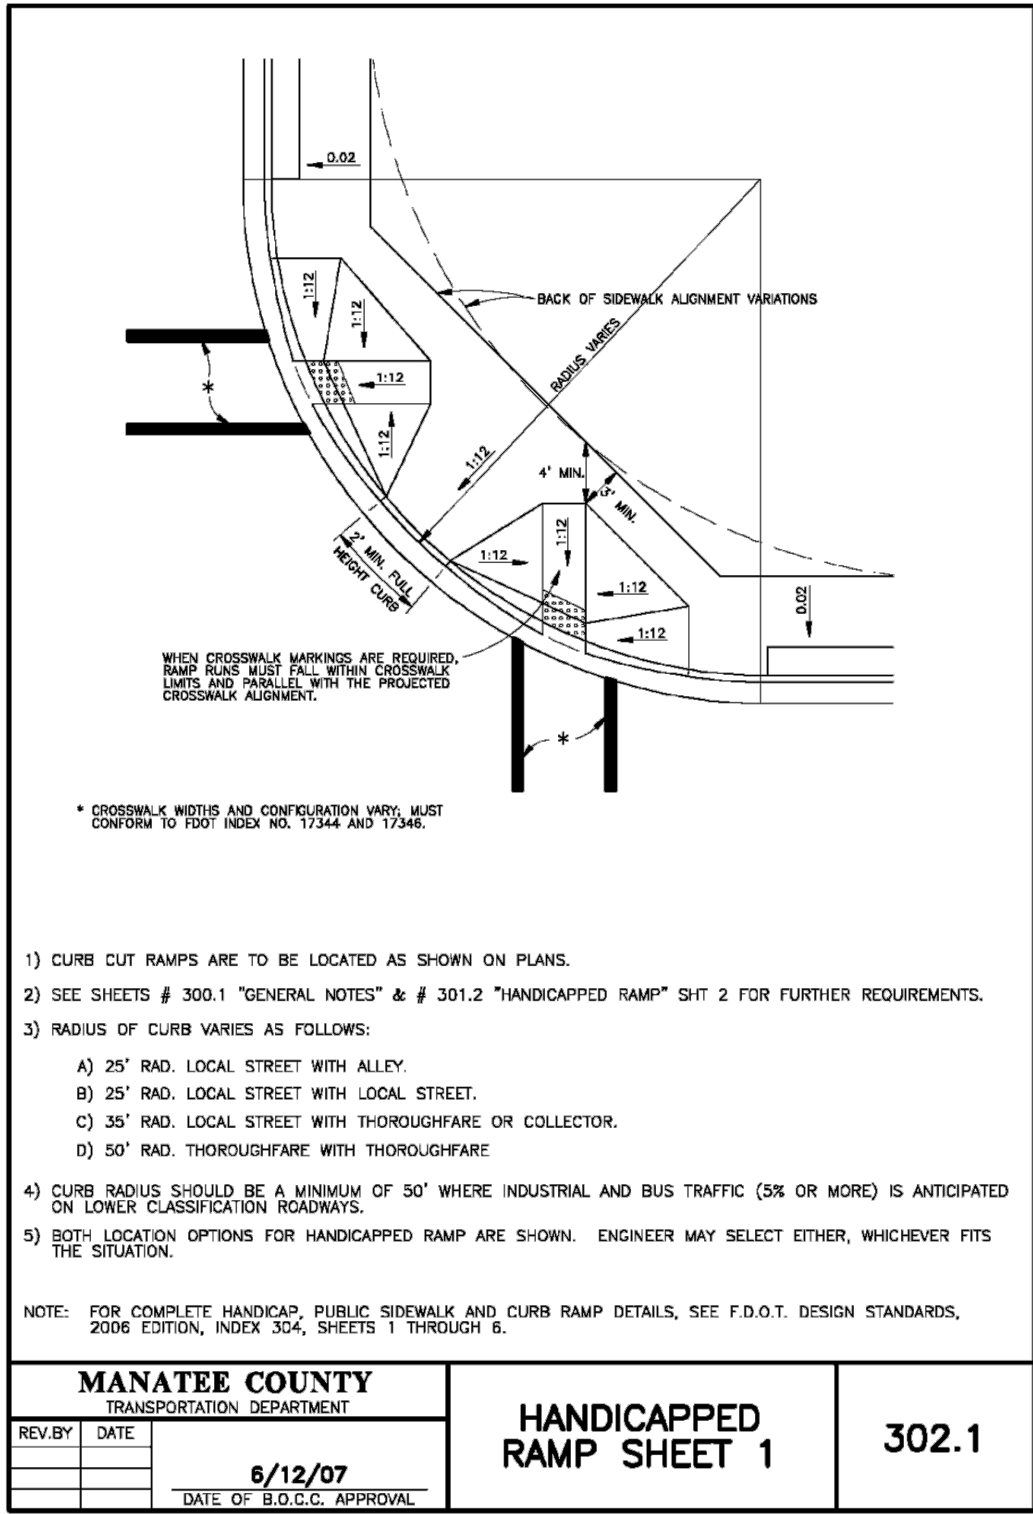 0.02
1:12
1:12
1:12
1:12
BACK OF SIDEWALK ALIGNMENT VARIATIONS
RADIUS VARIES
1:12
4' MIN.
3' MIN.
2' MIN. FULL
HEIGHT CURB
1:12
1:12
1:12
1:12
0.02
WHEN CROSSWALK MARKINGS ARE REQUIRED,
RAMP RUNS MUST FALL WITHIN CROSSWALK
LIMITS AND PARALLEL WITH THE PROJECTED
CROSSWALK ALIGNMENT.
*
*
* CROSSWALK WIDTHS AND CONFIGURATION VARY; MUST
CONFORM TO FDOT INDEX NO. 17344 AND 17346.
1) CURB CUT RAMPS ARE TO BE LOCATED AS SHOWN ON PLANS.
2) SEE SHEETS # 300.1 "GENERAL NOTES" & # 301.2 "HANDICAPPED RAMP" SHT 2 FOR FURTHER REQUIREMENTS.
3) RADIUS OF CURB VARIES AS FOLLOWS:
A) 25' RAD. LOCAL STREET WITH ALLEY.
B) 25' RAD. LOCAL STREET WITH LOCAL STREET.
C) 35' RAD. LOCAL STREET WITH THOROUGHFARE OR COLLECTOR.
D) 50' RAD. THOROUGHFARE WITH THOROUGHFARE
4) CURB RADIUS SHOULD BE A MINIMUM OF 50' WHERE INDUSTRIAL AND BUS TRAFFIC (5% OR MORE) IS ANTICIPATED
ON LOWER CLASSIFICATION ROADWAYS.
5) BOTH LOCATION OPTIONS FOR HANDICAPPED RAMP ARE SHOWN. ENGINEER MAY SELECT EITHER, WHICHEVER FITS
THE SITUATION.
NOTE: FOR COMPLETE HANDICAP, PUBLIC SIDEWALK AND CURB RAMP DETAILS, SEE F.D.O.T. DESIGN STANDARDS,
2006 EDITION, INDEX 304, SHEETS 1 THROUGH 6.
MANATEE COUNTY
TRANSPORTATION DEPARTMENT
REV.BY DATE
6/12/07
DATE OF B.O.C.C. APPROVAL
HANDICAPPED
RAMP SHEET 1
302.1